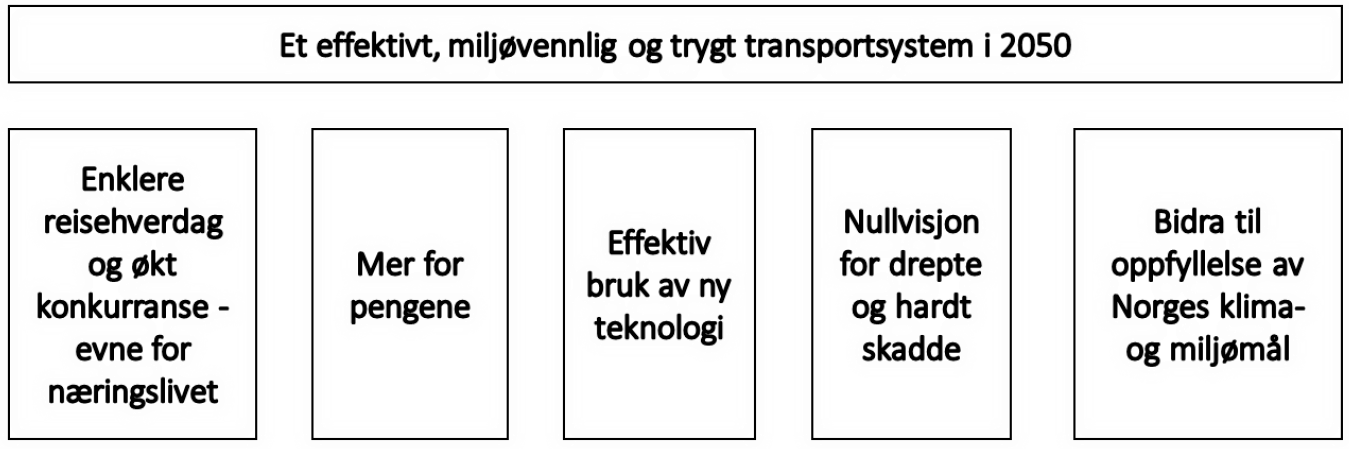 Et effektivt, miljøvennlig og trygt transportsystem i 2050
Enklere
reisehverdag
og økt
konkurranse -
evne for
næringslivet
Mer for
pengene
Effektiv
bruk av ny
teknologi
Nullvisjon
for drepte
og hardt
skadde
Bidra til
oppfyllelse av
Norges klima-
og miljømål